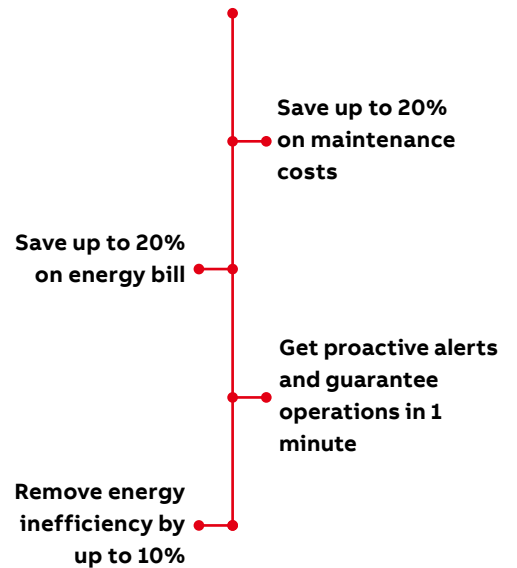 Save up to 20%
on maintenance
costs
Save up to 20%
on energy bill
Get proactive alerts
and guarantee
operations in 1
minute
Remove energy
inefficiency by
up to 10%